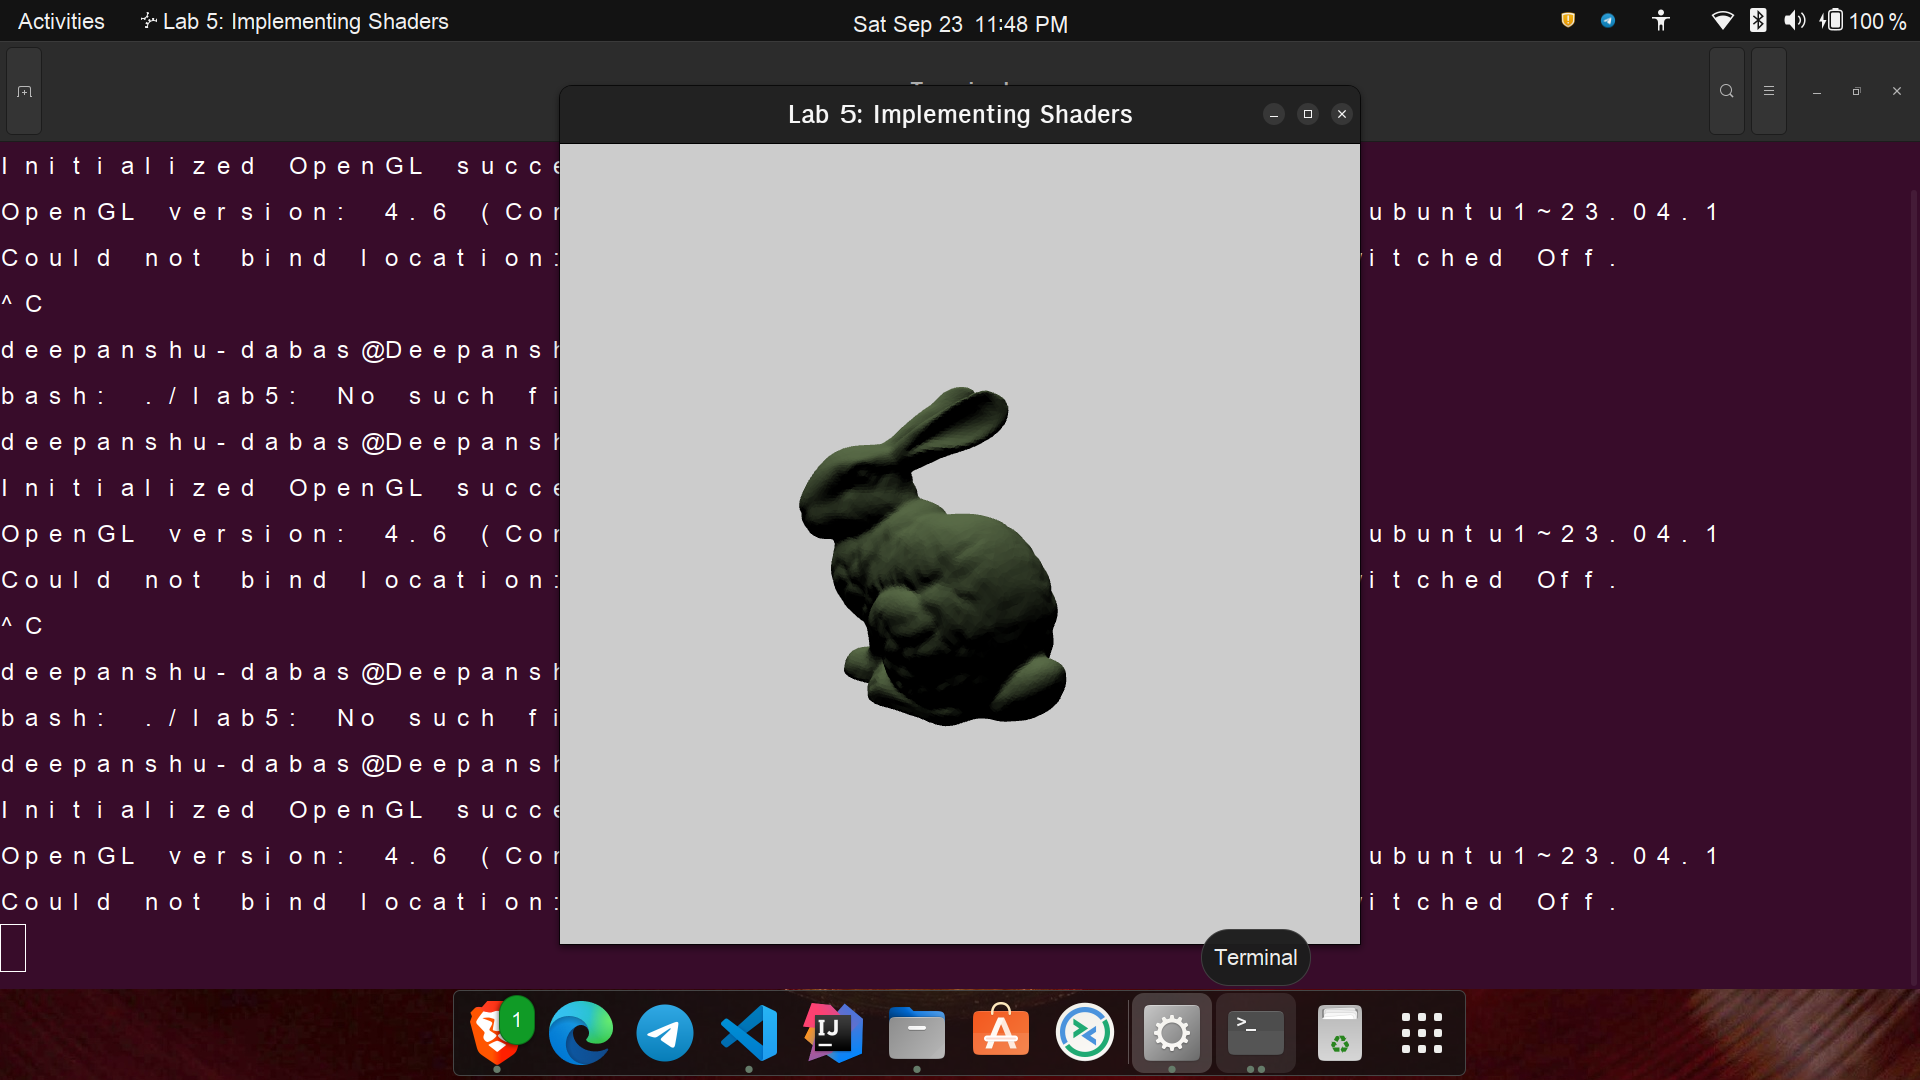 Activities Lab 5: Implementing Shaders Sat Sep 23 11:48 PM 100 %
Lab 5: Implementing Shaders
Initialized OpenGL succe
OpenGL version: 4.6 (Cor ubuntu1~23.04.1
Could not bind location: itched Off.
^C
deepanshu-dabas@Deepansh
bash: ./lab5: No such fi
deepanshu-dabas@Deepansh
Initialized OpenGL succe
OpenGL version: 4.6 (Cor ubuntu1~23.04.1
Could not bind location: itched Off.
^C
deepanshu-dabas@Deepansh
bash: ./lab5: No such fi
deepanshu-dabas@Deepansh
Initialized OpenGL succe
OpenGL version: 4.6 (Cor ubuntu1~23.04.1
Could not bind location: itched Off.
Terminal
1
IJ
>_